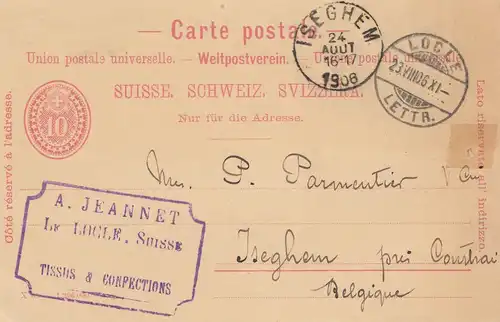 — Carte postale. —
Union postale universelle. — Weltpostverein. — Unione postale universale
SUISSE. SCHWEIZ. SVIZZERA.
Nur für die Adresse.
Côté réservé à l'adresse.
Lato riservato all' indirizzo.
10
ISEGHEM
24
AOUT
16-17
1906
LOCLE
23.VIII.06.XI-
LETTR.
A. JEANNET
LE LOCLE, SUISSE
TISSUS & CONFECTIONS
P. Parmentier
Iseghem près Courtrai
Belgique